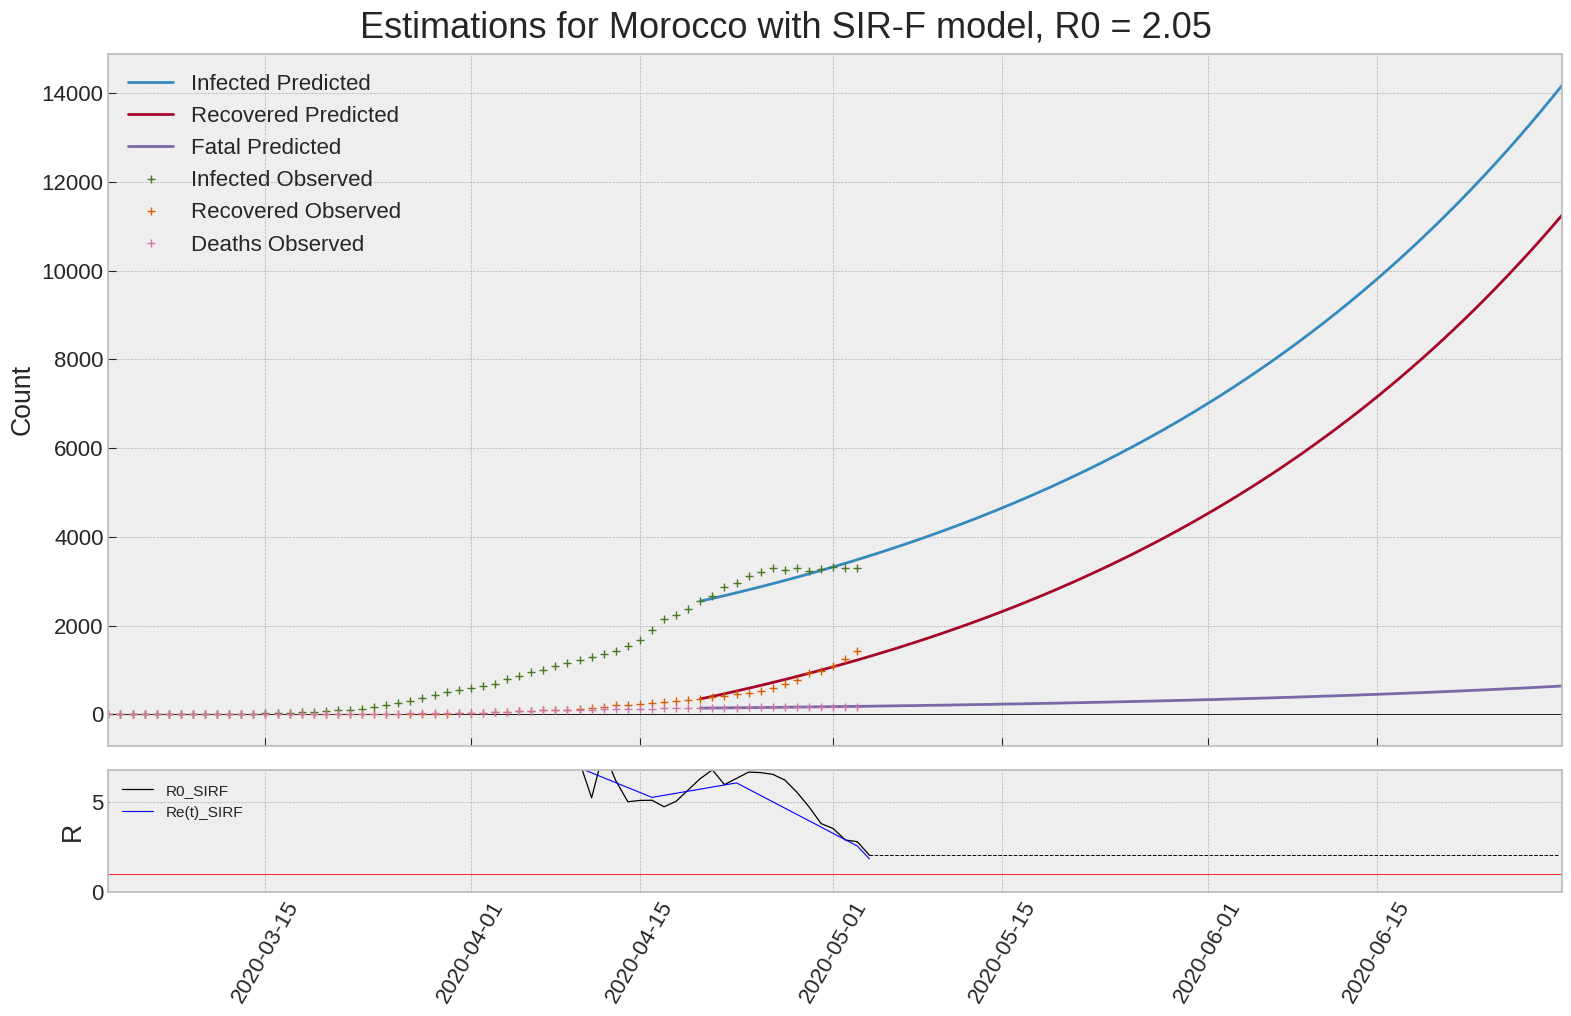 Estimations for Morocco with SIR-F model, R0 = 2.05
Infected Predicted
Recovered Predicted
Fatal Predicted
Infected Observed
Recovered Observed
Deaths Observed
14000
12000
10000
8000
6000
4000
2000
0
Count
R0_SIRF
Re(t)_SIRF
5
0
R
2020-03-15
2020-04-01
2020-04-15
2020-05-01
2020-05-15
2020-06-01
2020-06-15